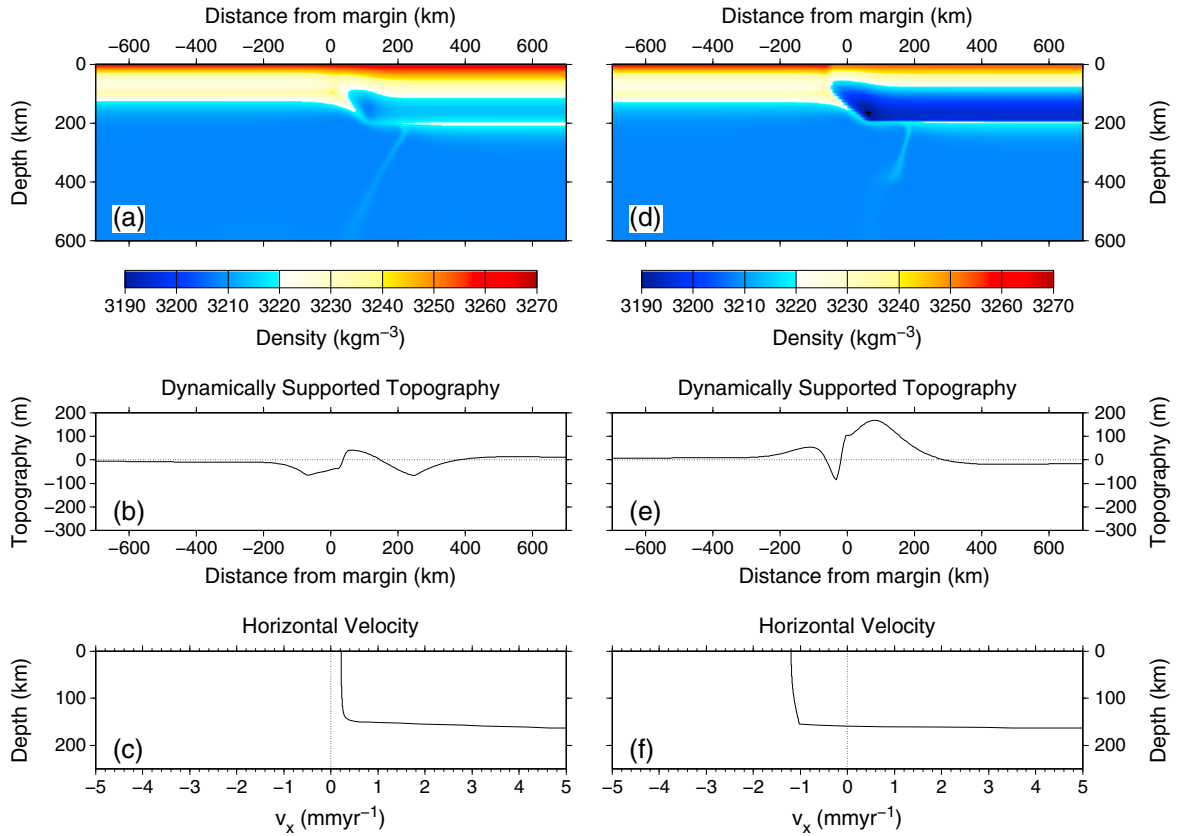 Distance from margin (km)
−600 −400 −200 0 200 400 600
0
200
400
600
Depth (km)
(a)
3190 3200 3210 3220 3230 3240 3250 3260 3270
Density (kgm−3)
Dynamically Supported Topography
200
100
0
−100
−200
−300
Topography (m)
(b)
−600 −400 −200 0 200 400 600
Distance from margin (km)
Horizontal Velocity
0
100
200
Depth (km)
(c)
−5 −4 −3 −2 −1 0 1 2 3 4 5
v_x (mmyr−1)
Distance from margin (km)
−600 −400 −200 0 200 400 600
0
200
400
600
Depth (km)
(d)
3190 3200 3210 3220 3230 3240 3250 3260 3270
Density (kgm−3)
Dynamically Supported Topography
200
100
0
−100
−200
−300
Topography (m)
(e)
−600 −400 −200 0 200 400 600
Distance from margin (km)
Horizontal Velocity
0
100
200
Depth (km)
(f)
−5 −4 −3 −2 −1 0 1 2 3 4 5
v_x (mmyr−1)